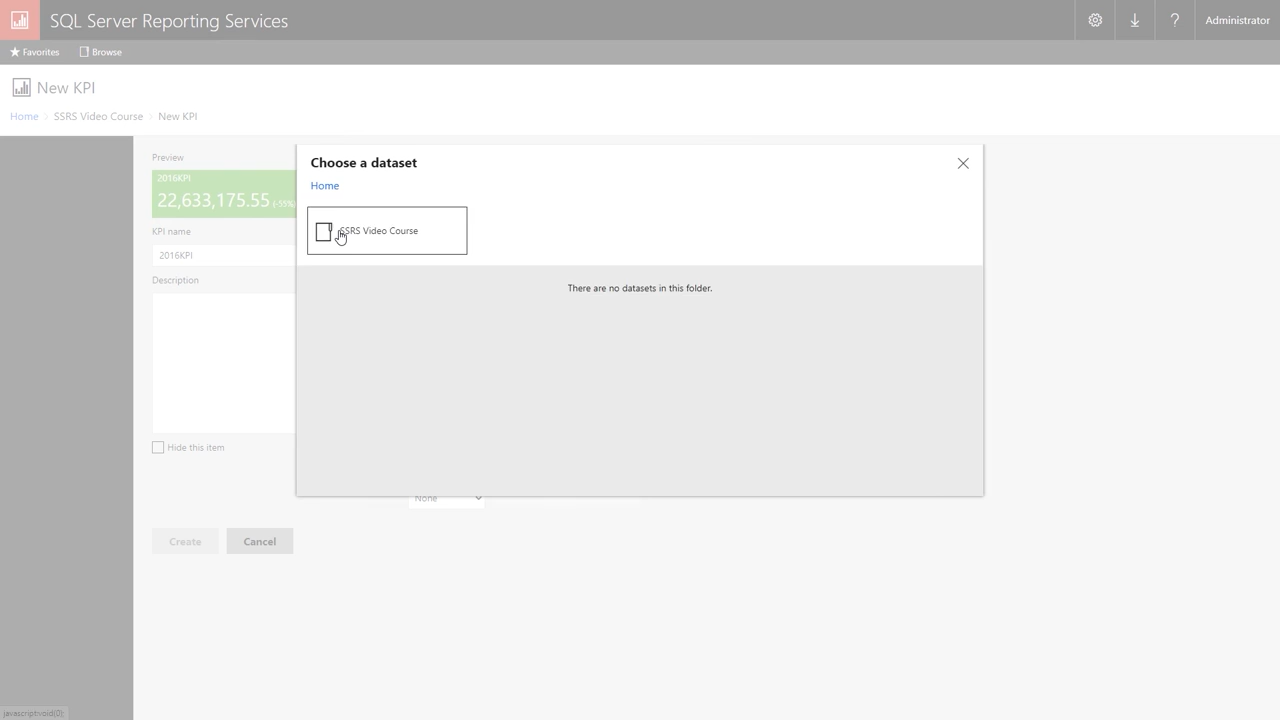 SQL Server Reporting Services
Administrator
Favorites
Browse
New KPI
Home
SSRS Video Course
New KPI
Preview
2016KPI
22,633,175.55 (-55%)
KPI name
2016KPI
Description
Hide this item
Choose a dataset
Home
SSRS Video Course
There are no datasets in this folder.
None
Create
Cancel
javascript:void(0);